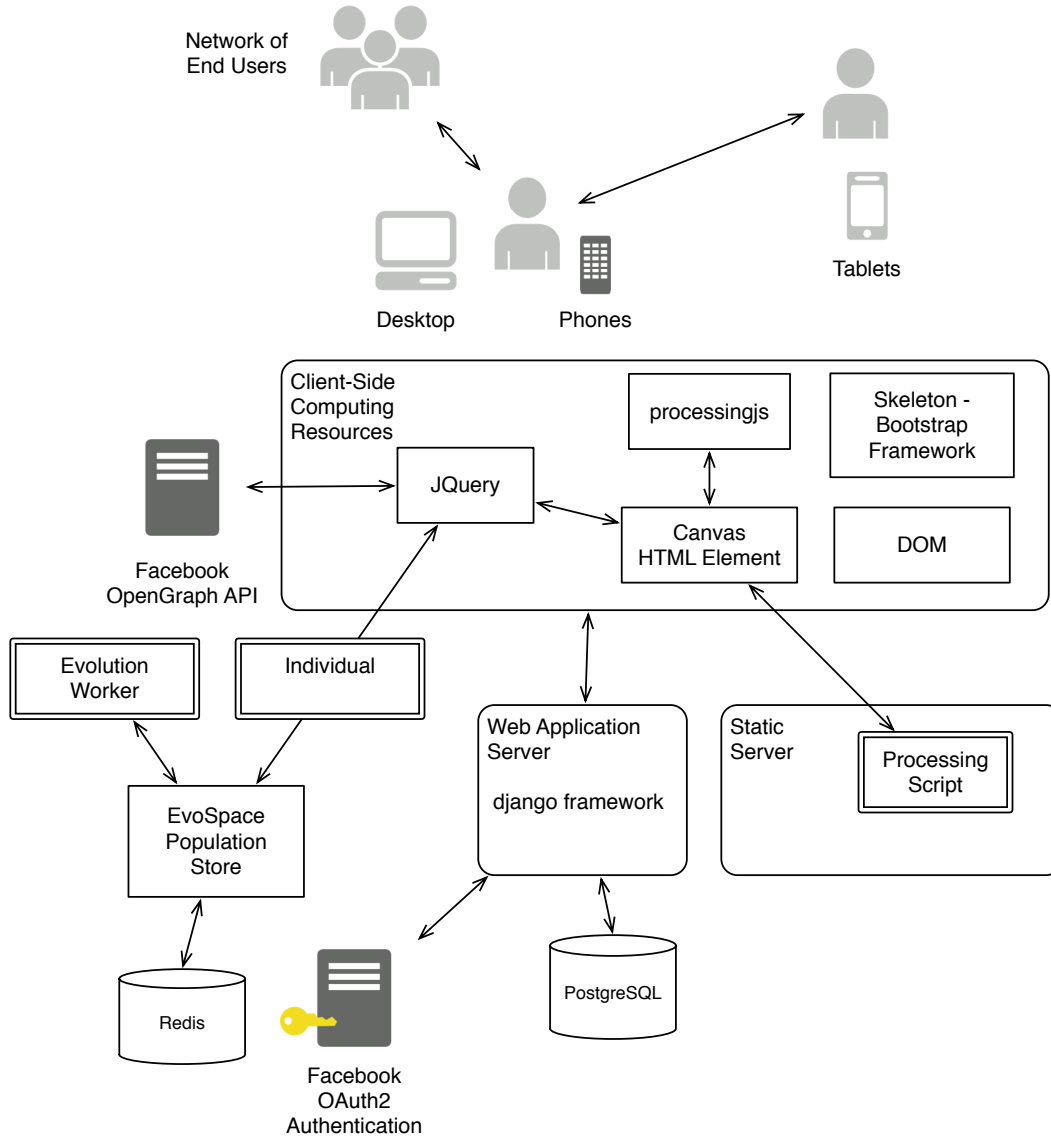 Network of
End Users
Desktop
Phones
Tablets
Client-Side
Computing
Resources
processingjs
Skeleton -
Bootstrap
Framework
JQuery
Canvas
HTML Element
DOM
Facebook
OpenGraph API
Evolution
Worker
Individual
Web Application
Server
django framework
Static
Server
Processing
Script
EvoSpace
Population
Store
Redis
PostgreSQL
Facebook
OAuth2
Authentication